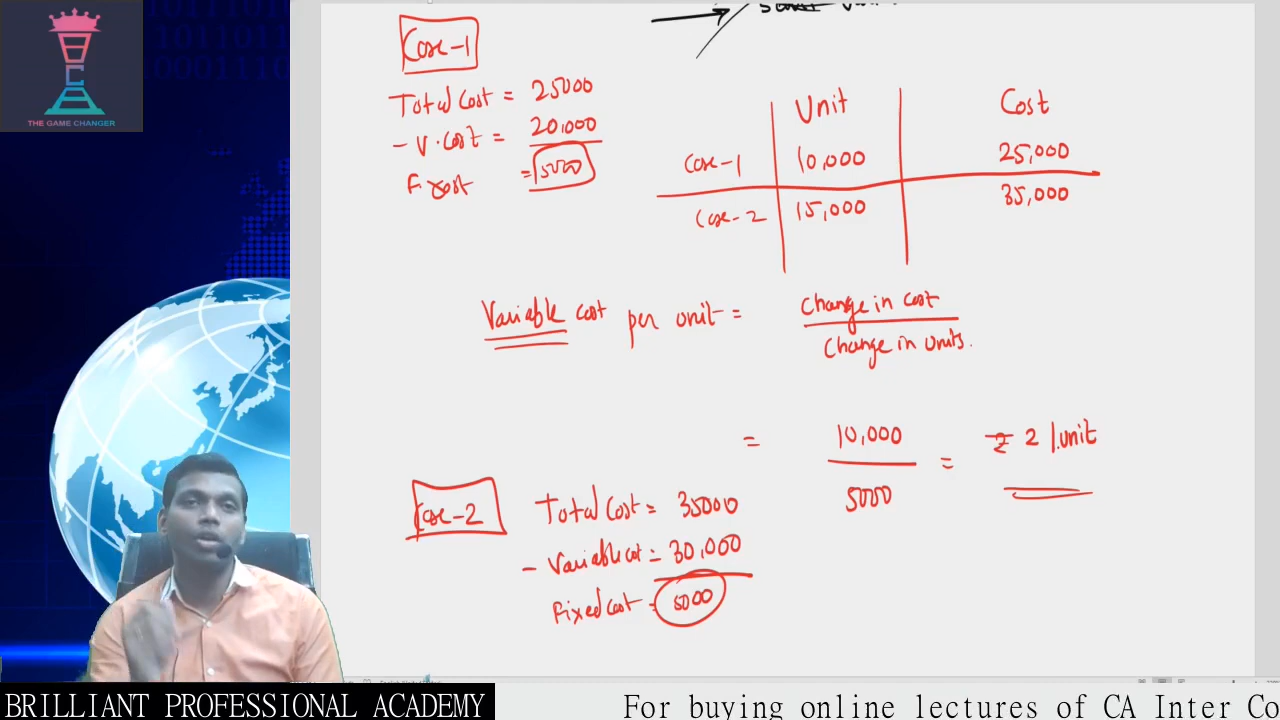 THE GAME CHANGER
Case-1
Total Cost = 25000
- V. Cost = 20,000
F. Cost = 5000
Unit Cost
Case-1 10,000 25,000
Case-2 15,000 35,000
Variable cost per unit = Change in cost
Change in units.
= 10,000 = ₹ 2 /unit
5000
Case-2
Total Cost = 35000
- Variable cost = 30,000
Fixed cost = 5000
BRILLIANT PROFESSIONAL ACADEMY
For buying online lectures of CA Inter Co